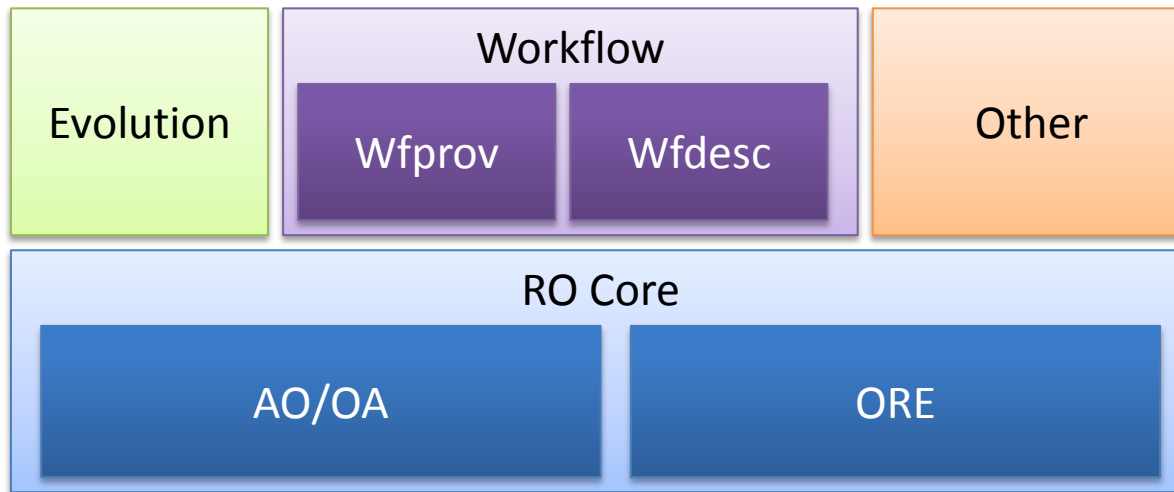 Evolution
Workflow
Wfprov
Wfdesc
Other
RO Core
AO/OA
ORE